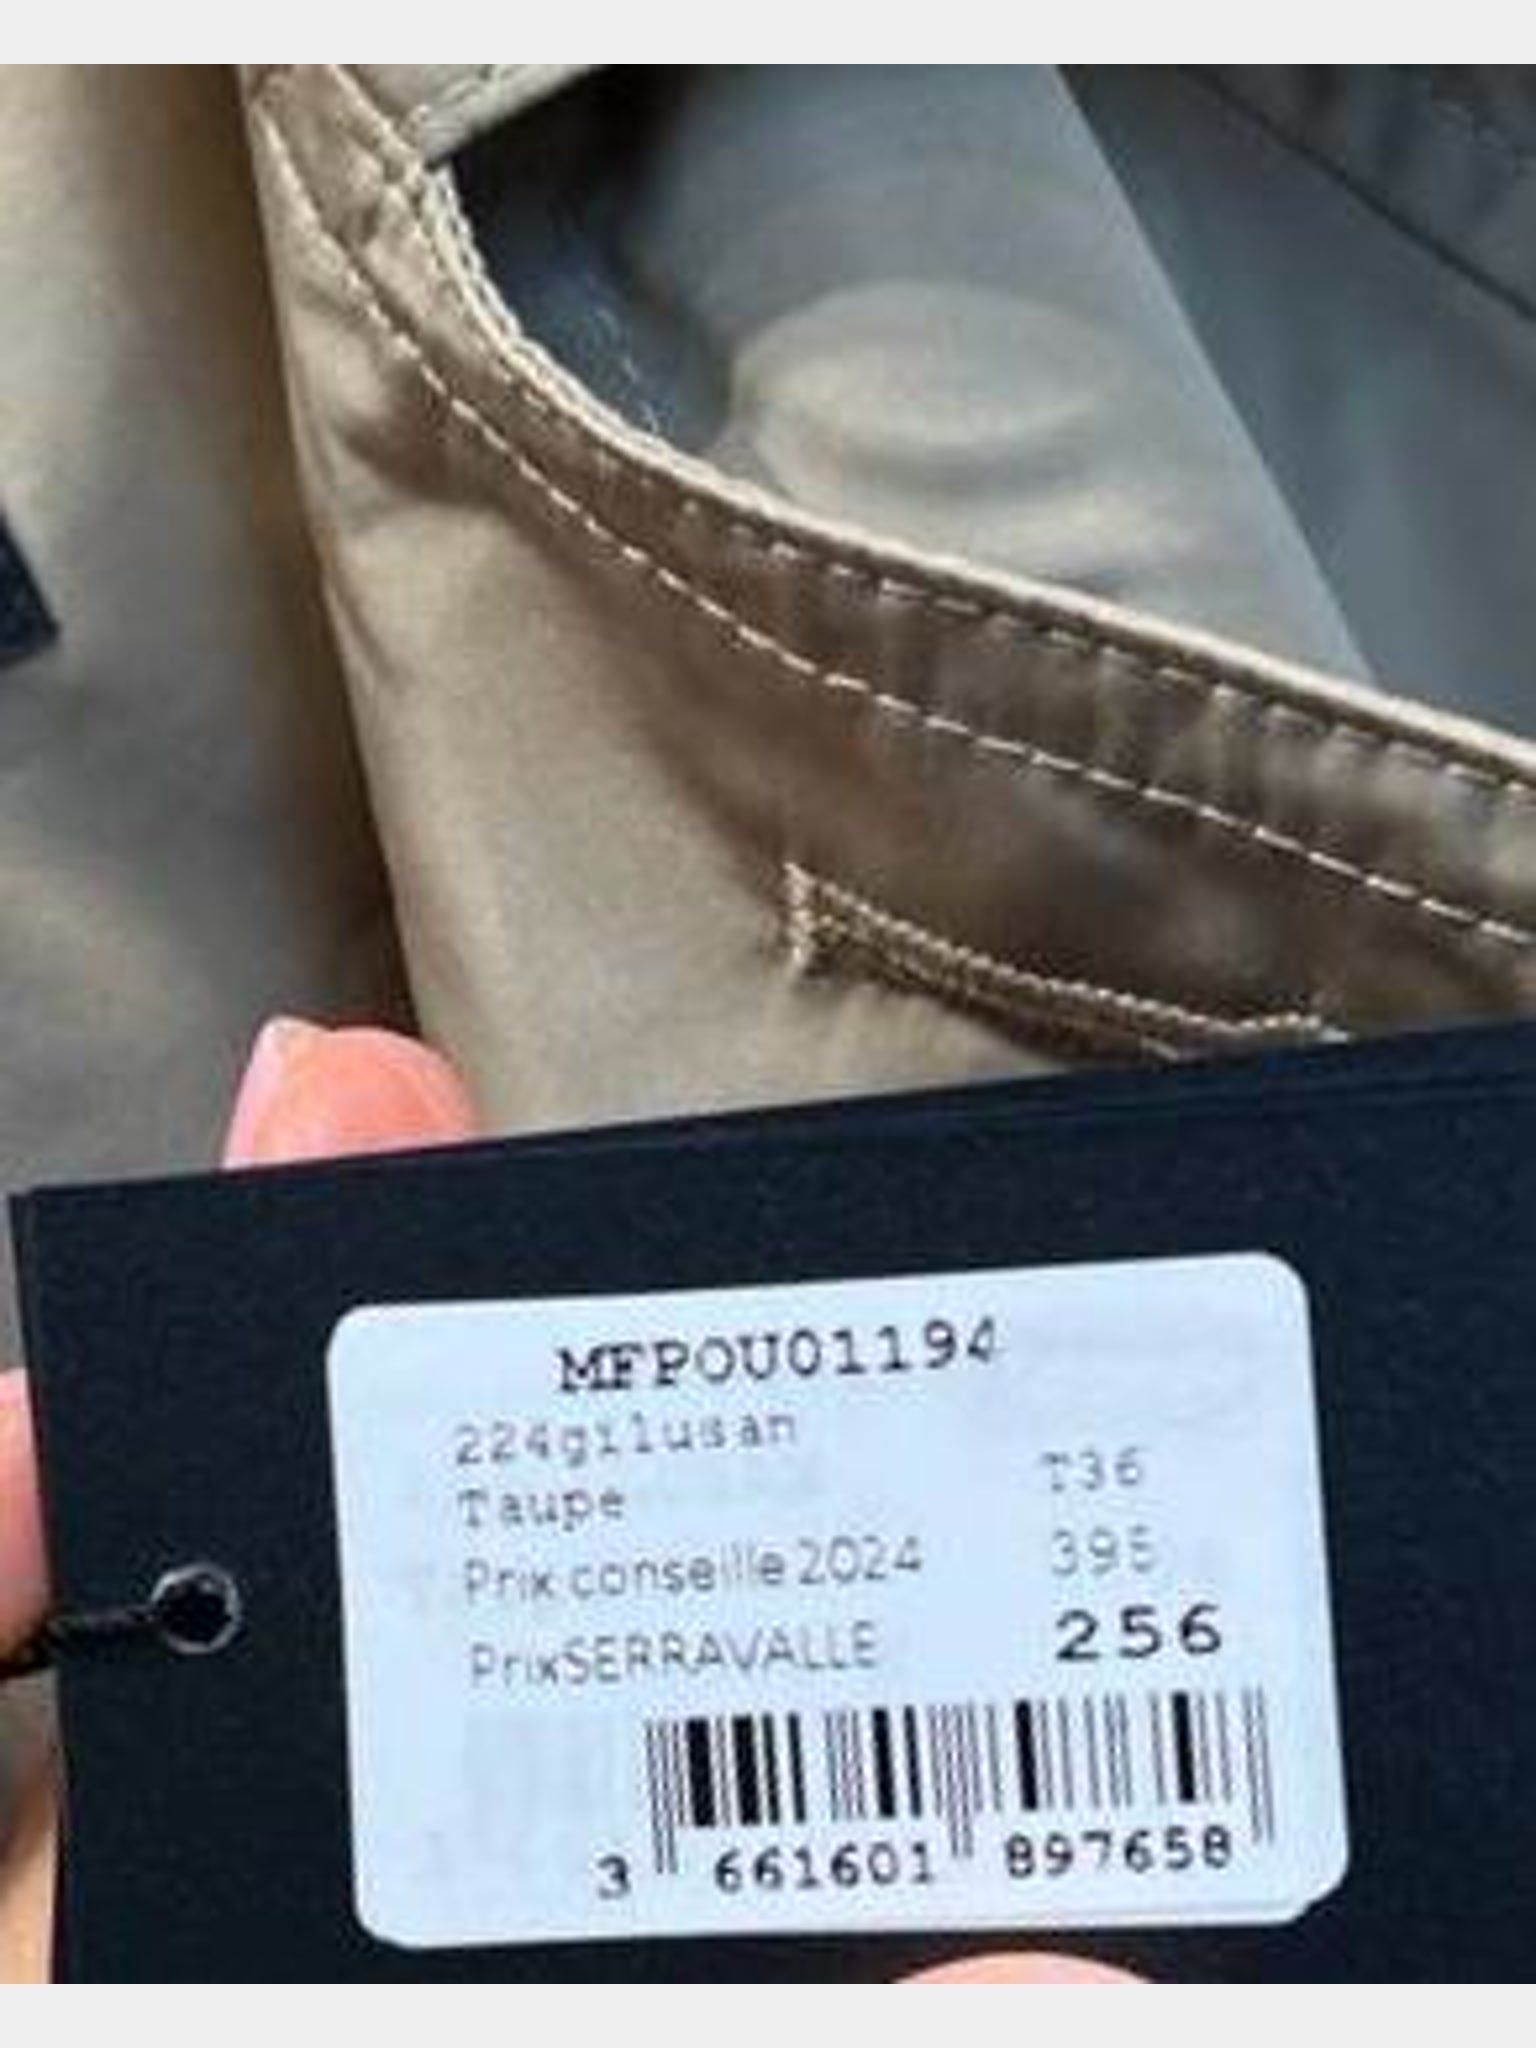 MFPOU01194
224gilusan
Taupe T36
Prix conseille 2024 395
PrixSERRAVALLE 256
3 661601 897658